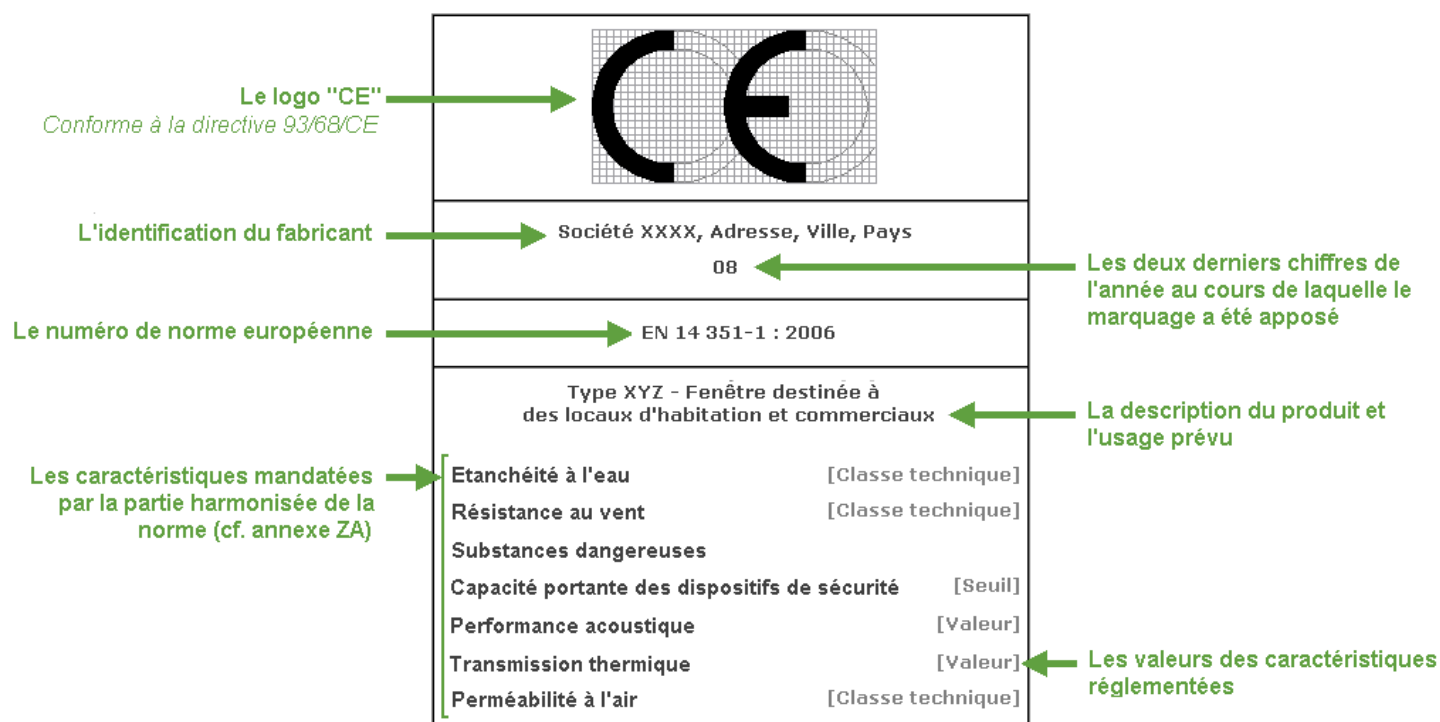 CE
Le logo "CE"
Conforme à la directive 93/68/CE
L'identification du fabricant
Société XXXX, Adresse, Ville, Pays
08
Les deux derniers chiffres de
l'année au cours de laquelle le
marquage a été apposé
Le numéro de norme européenne
EN 14 351-1 : 2006
Type XYZ - Fenêtre destinée à
des locaux d'habitation et commerciaux
La description du produit et
l'usage prévu
Les caractéristiques mandatées
par la partie harmonisée de la
norme (cf. annexe ZA)
Etanchéité à l'eau [Classe technique]
Résistance au vent [Classe technique]
Substances dangereuses
Capacité portante des dispositifs de sécurité [Seuil]
Performance acoustique [Valeur]
Transmission thermique [Valeur]
Les valeurs des caractéristiques
réglementées
Perméabilité à l'air [Classe technique]